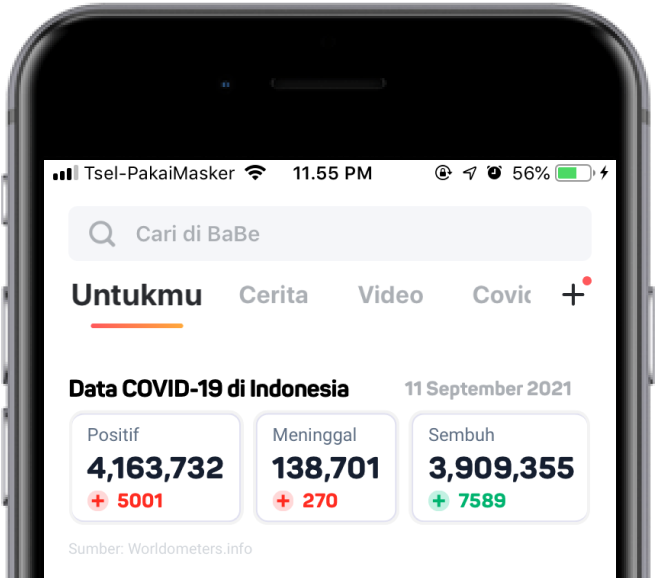 Tsel-PakaiMasker 11.55 PM 56%
Cari di BaBe
Untukmu Cerita Video Covid
Data COVID-19 di Indonesia 11 September 2021
Positif Meninggal Sembuh
4,163,732 138,701 3,909,355
+ 5001 + 270 + 7589
Sumber: Worldometers.info